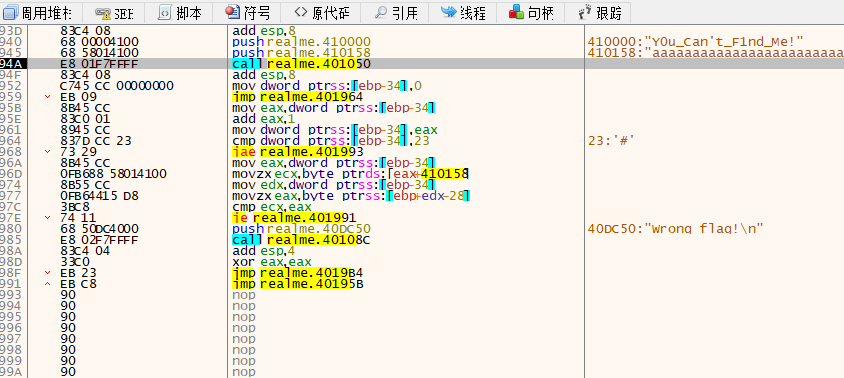 调用堆栈 SEH 脚本 符号 源代码 引用 线程 句柄 跟踪
93D 83C4 08 add esp,8
940 68 00004100 push realme.410000 410000:"Y0u_Can't_F1nd_Me!"
945 68 58014100 push realme.410158 410158:"aaaaaaaaaaaaaaaaaaaaaaaa
94A E8 01F7FFFF call realme.401050
94F 83C4 08 add esp,8
952 C745 CC 00000000 mov dword ptr ss:[ebp-34],0
959 EB 09 jmp realme.401964
95B 8B45 CC mov eax,dword ptr ss:[ebp-34]
95E 83C0 01 add eax,1
961 8945 CC mov dword ptr ss:[ebp-34],eax
964 837D CC 23 cmp dword ptr ss:[ebp-34],23 23:'#'
968 73 29 jae realme.401993
96A 8B45 CC mov eax,dword ptr ss:[ebp-34]
96D 0FB688 58014100 movzx ecx,byte ptr ds:[eax+410158]
974 8B55 CC mov edx,dword ptr ss:[ebp-34]
977 0FB64415 D8 movzx eax,byte ptr ss:[ebp+edx-28]
97C 3BC8 cmp ecx,eax
97E 74 11 je realme.401991
980 68 50DC4000 push realme.40DC50 40DC50:"Wrong flag!\n"
985 E8 02F7FFFF call realme.40108C
98A 83C4 04 add esp,4
98D 33C0 xor eax,eax
98F EB 23 jmp realme.4019B4
991 EB C8 jmp realme.40195B
993 90 nop
994 90 nop
995 90 nop
996 90 nop
997 90 nop
998 90 nop
999 90 nop
99A 90 nop